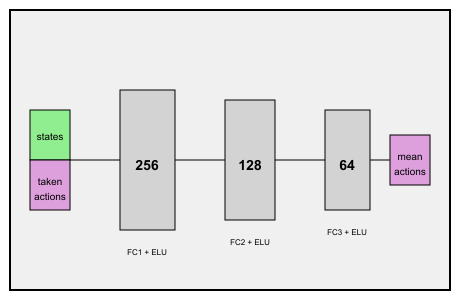 states
taken
actions
256
128
64
mean
actions
FC1 + ELU
FC2 + ELU
FC3 + ELU